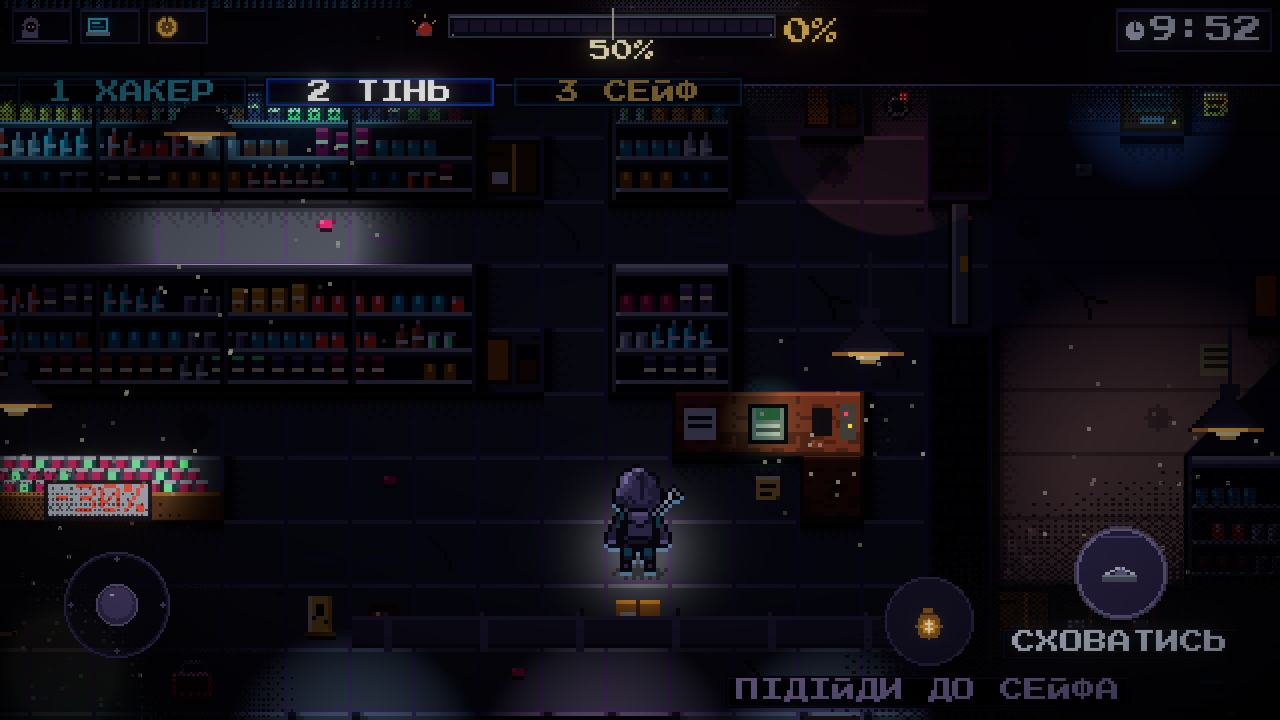 0%
50%
9:52
1 ХАКЕР
2 ТІНЬ
3 СЕЙФ
-30%
СХОВАТИСЬ
ПІДІЙДИ ДО СЕЙФА